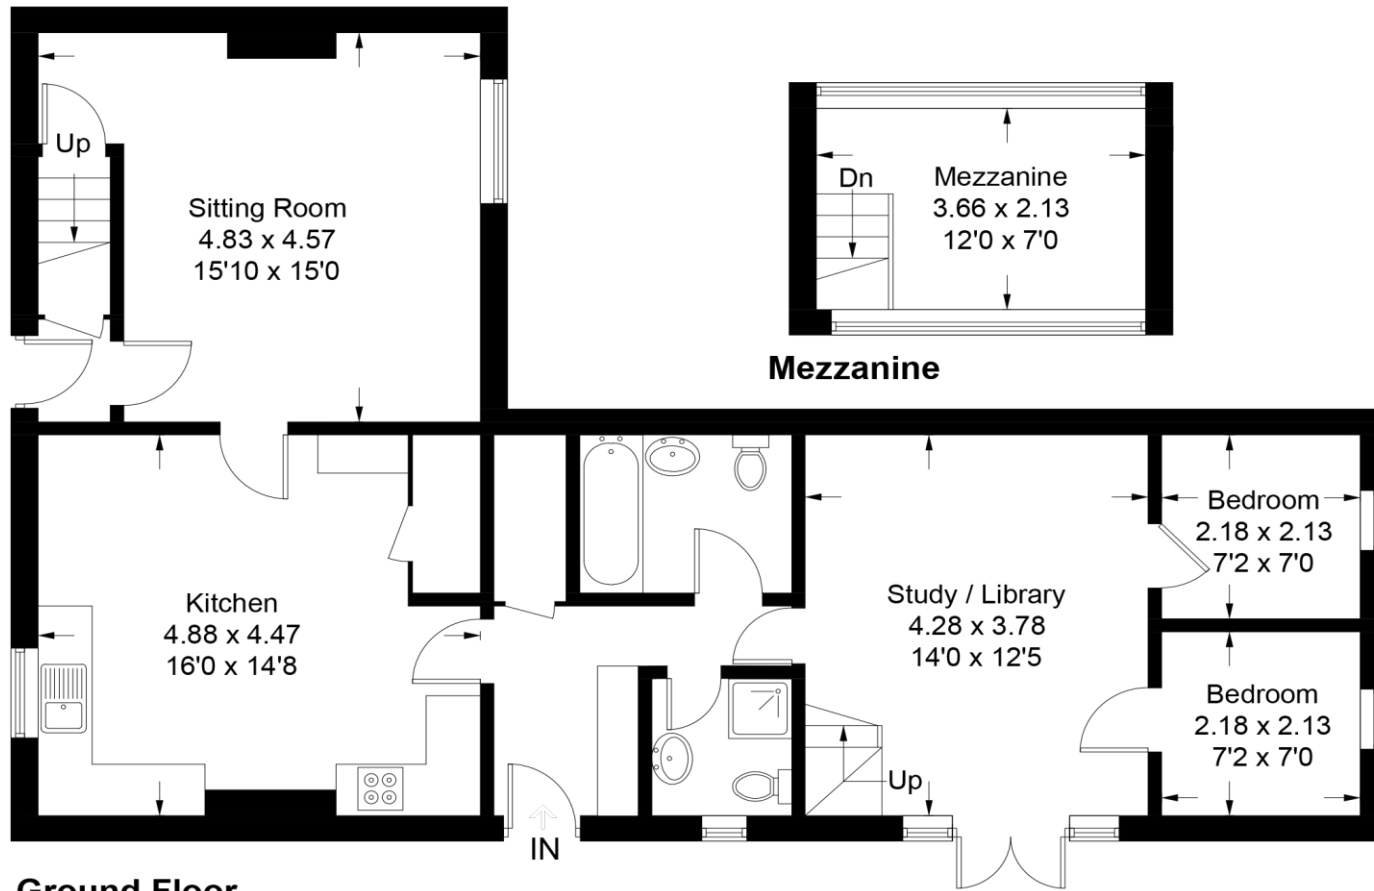 Up
Sitting Room
4.83 x 4.57
15'10 x 15'0
Dn
Mezzanine
3.66 x 2.13
12'0 x 7'0
Mezzanine
Kitchen
4.88 x 4.47
16'0 x 14'8
Study / Library
4.28 x 3.78
14'0 x 12'5
Bedroom
2.18 x 2.13
7'2 x 7'0
Bedroom
2.18 x 2.13
7'2 x 7'0
Up
IN
Ground Floor